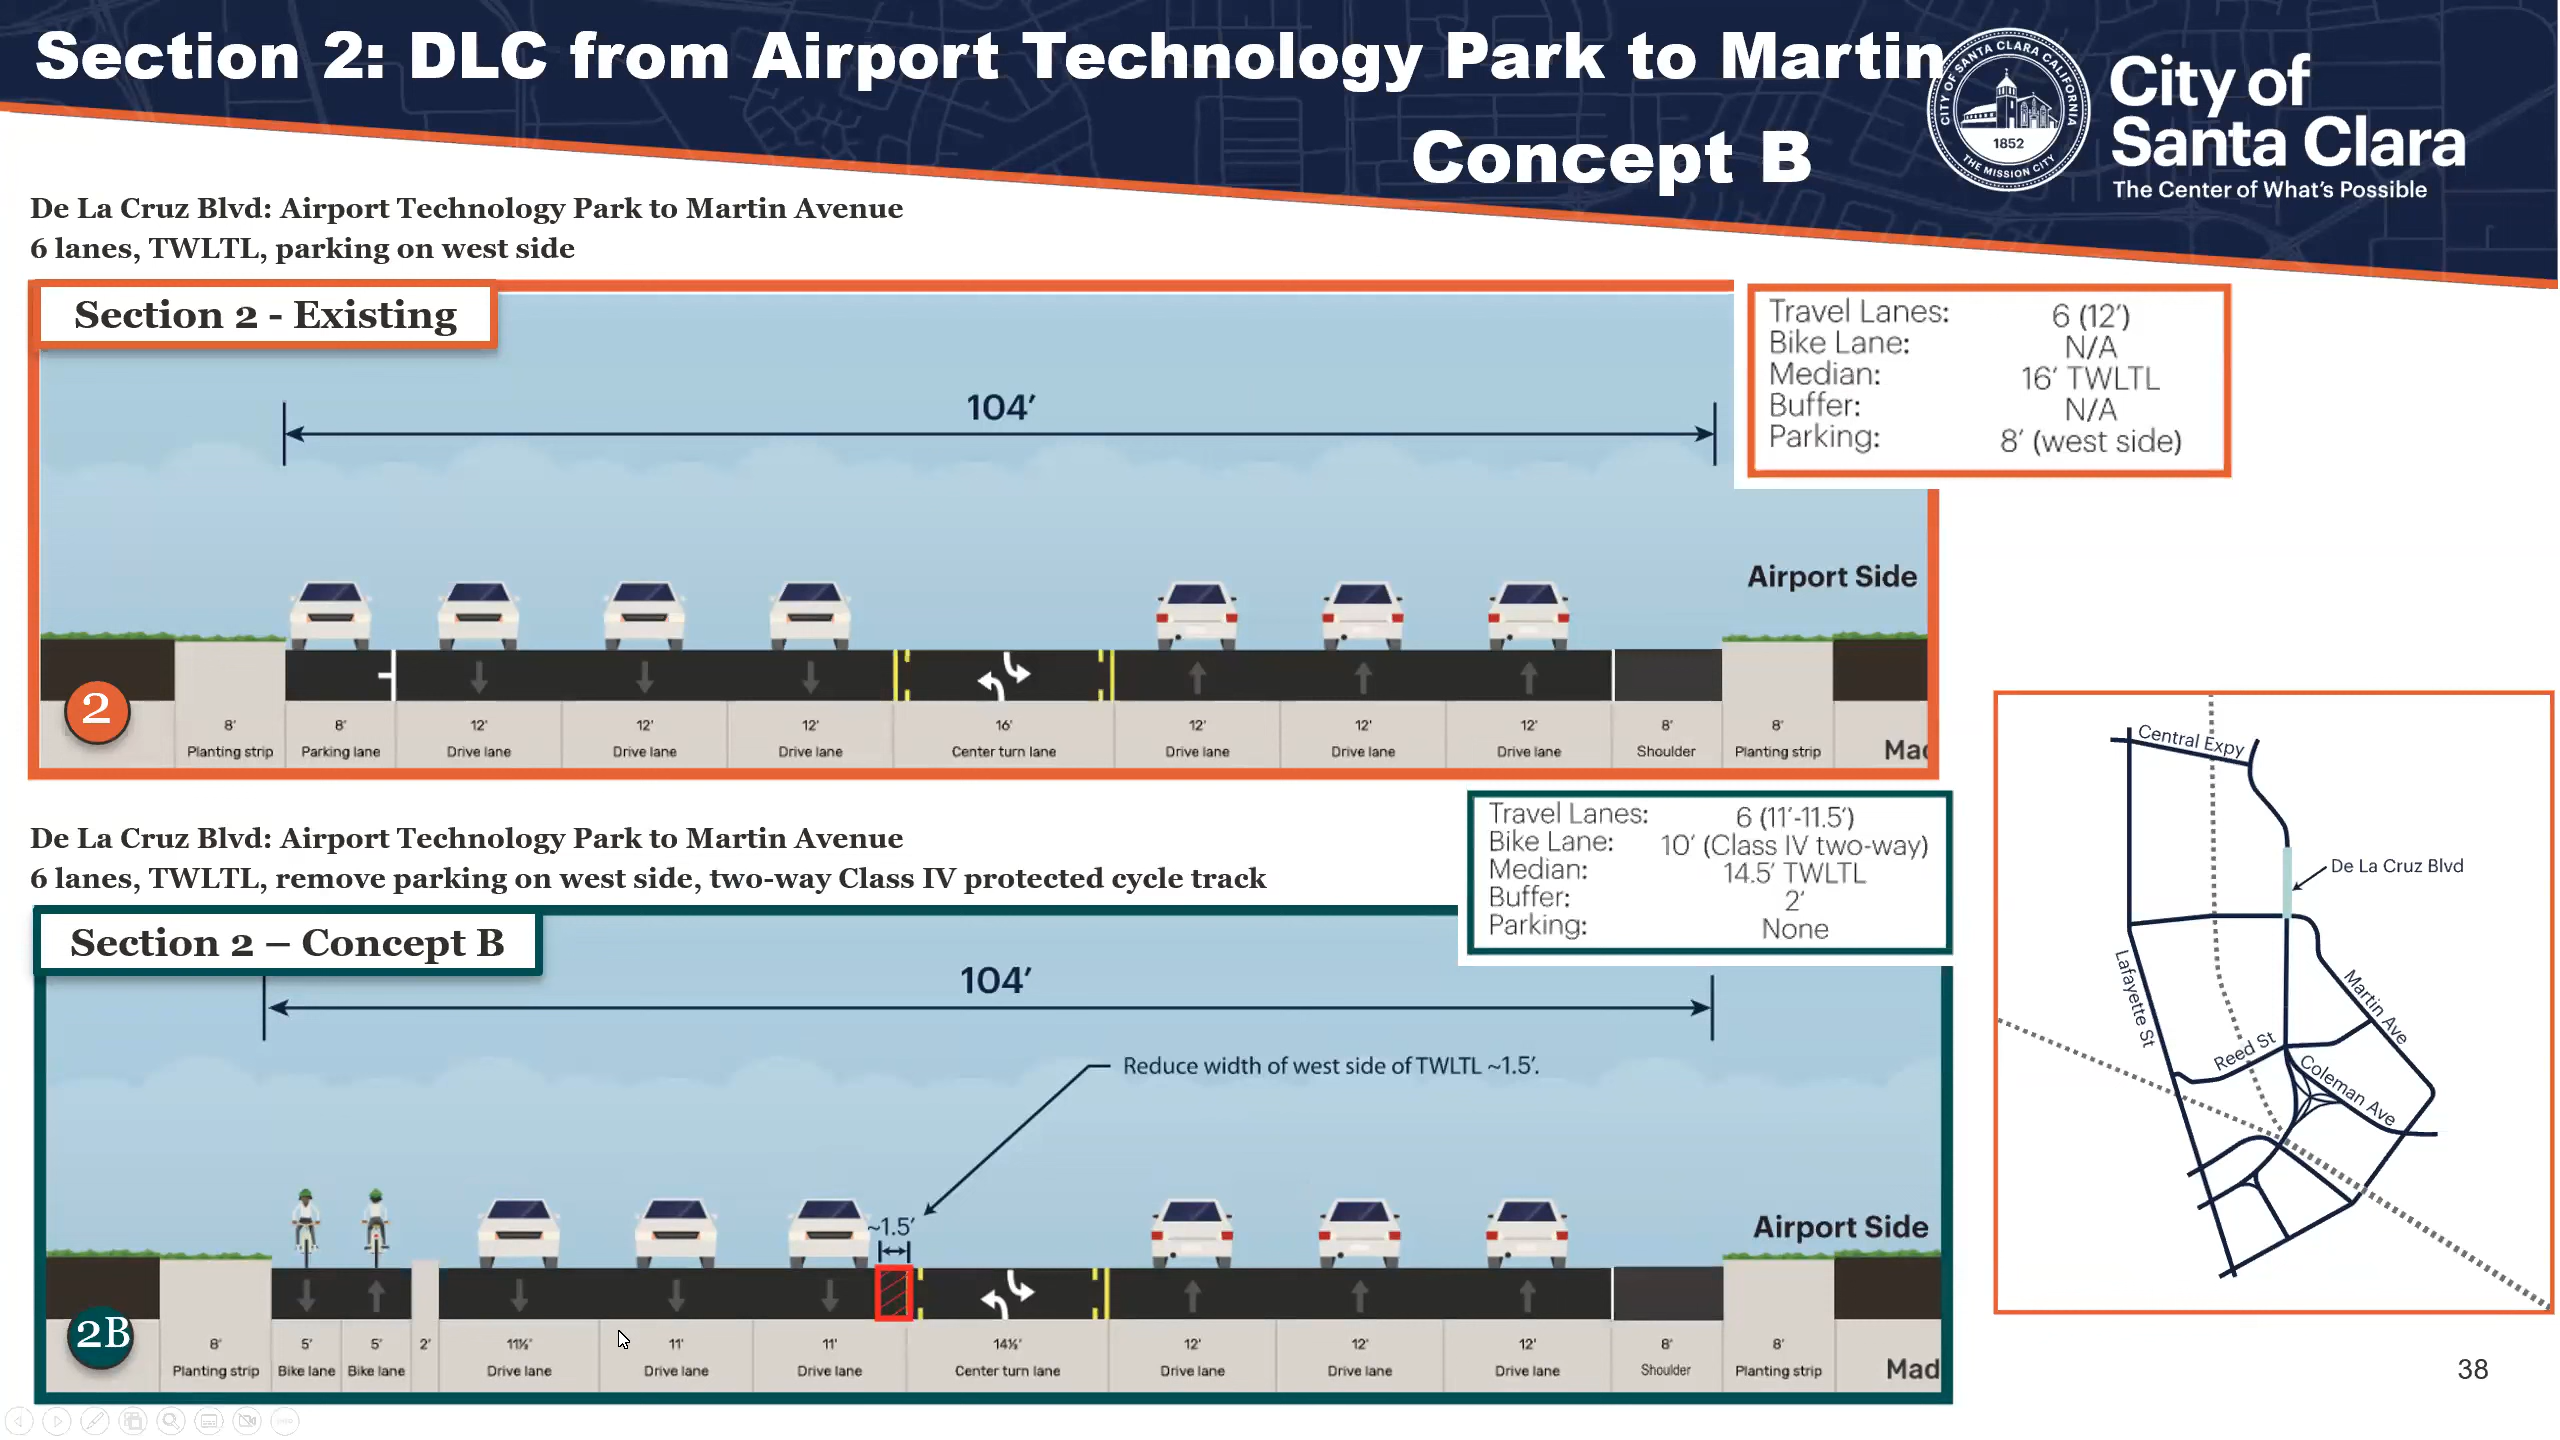 Section 2: DLC from Airport Technology Park to Martin
Concept B
CITY OF SANTA CLARA CALIFORNIA
1852
THE MISSION CITY
City of
Santa Clara
The Center of What's Possible
De La Cruz Blvd: Airport Technology Park to Martin Avenue
6 lanes, TWLTL, parking on west side
Section 2 - Existing
Travel Lanes: 6 (12')
Bike Lane: N/A
Median: 16' TWLTL
Buffer: N/A
Parking: 8' (west side)
104'
Airport Side
2
8' 8' 12' 12' 12' 16' 12' 12' 12' 8' 8'
Planting strip Parking lane Drive lane Drive lane Drive lane Center turn lane Drive lane Drive lane Drive lane Shoulder Planting strip Mad
De La Cruz Blvd: Airport Technology Park to Martin Avenue
6 lanes, TWLTL, remove parking on west side, two-way Class IV protected cycle track
Travel Lanes: 6 (11'-11.5')
Bike Lane: 10' (Class IV two-way)
Median: 14.5' TWLTL
Buffer: 2'
Parking: None
Section 2 – Concept B
104'
Reduce width of west side of TWLTL ~1.5'.
~1.5'
Airport Side
2B
8' 5' 5' 2' 11½' 11' 11' 14½' 12' 12' 12' 8' 8'
Planting strip Bike lane Bike lane Drive lane Drive lane Drive lane Center turn lane Drive lane Drive lane Drive lane Shoulder Planting strip Mad
Central Expy
De La Cruz Blvd
Lafayette St
Martin Ave
Reed St
Coleman Ave
38